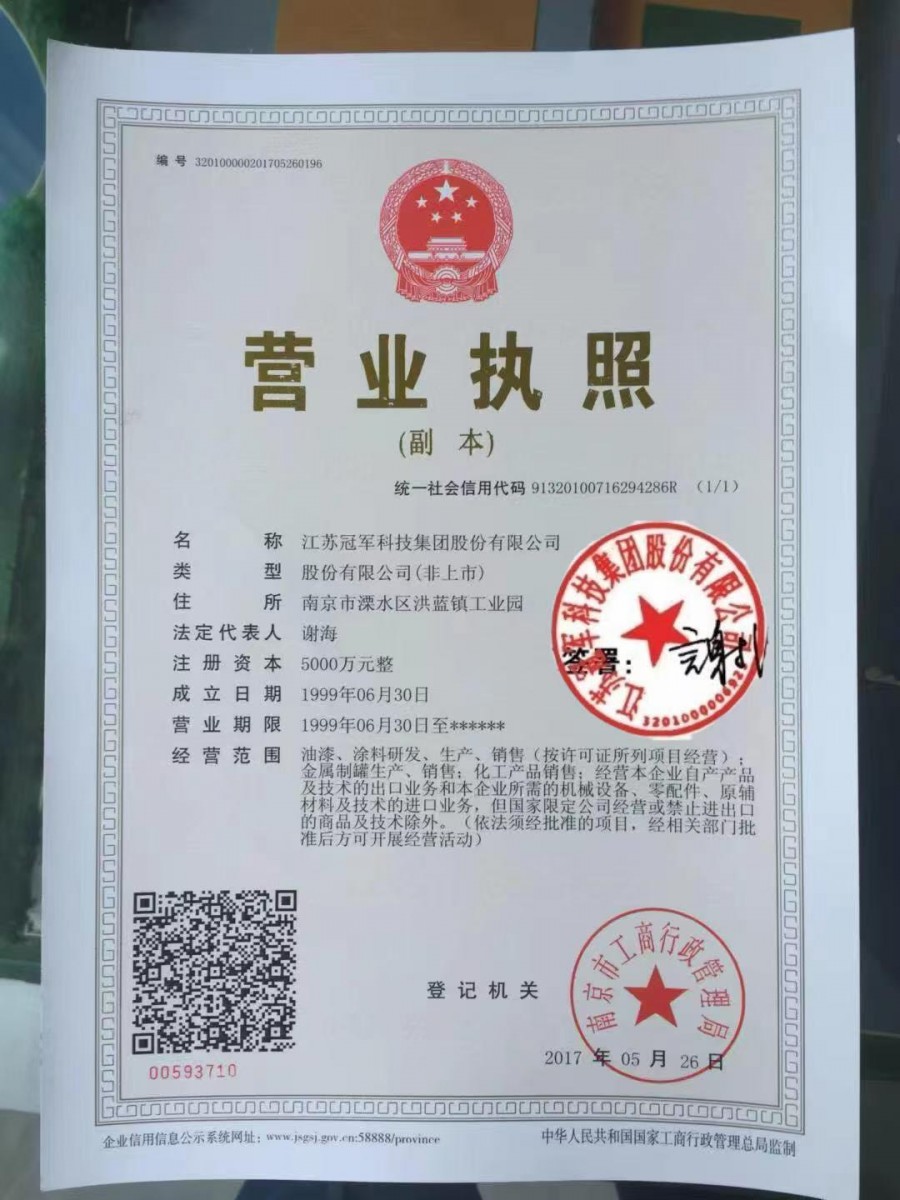 编 号 320100000201705260196
营业执照
(副 本)
统一社会信用代码 91320100716294286R (1/1)
名 称 江苏冠军科技集团股份有限公司
类 型 股份有限公司(非上市)
住 所 南京市溧水区洪蓝镇工业园
法定代表人 谢海
注册资本 5000万元整
成立日期 1999年06月30日
营业期限 1999年06月30日至******
经营范围 油漆、涂料研发、生产、销售（按许可证所列项目经营）；
金属制罐生产、销售；化工产品销售；经营本企业自产产品
及技术的出口业务和本企业所需的机械设备、零配件、原辅
材料及技术的进口业务，但国家限定公司经营或禁止进出口
的商品及技术除外。（依法须经批准的项目，经相关部门批
准后方可开展经营活动）
江苏冠军科技集团股份有限公司
签署：
登记机关
南京市工商行政管理局
2017 年 05 月 26 日
00593710
企业信用信息公示系统网址：www.jsgsj.gov.cn:58888/province
中华人民共和国国家工商行政管理总局监制